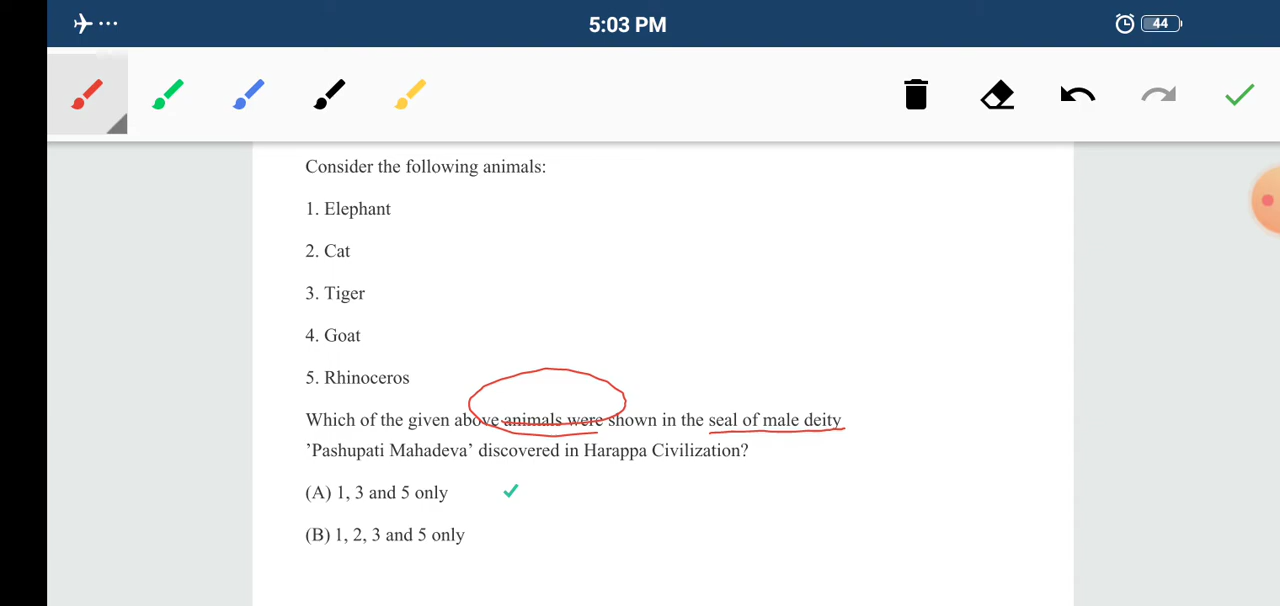 5:03 PM
44
Consider the following animals:
1. Elephant
2. Cat
3. Tiger
4. Goat
5. Rhinoceros
Which of the given above animals were shown in the seal of male deity
’Pashupati Mahadeva’ discovered in Harappa Civilization?
(A) 1, 3 and 5 only
(B) 1, 2, 3 and 5 only